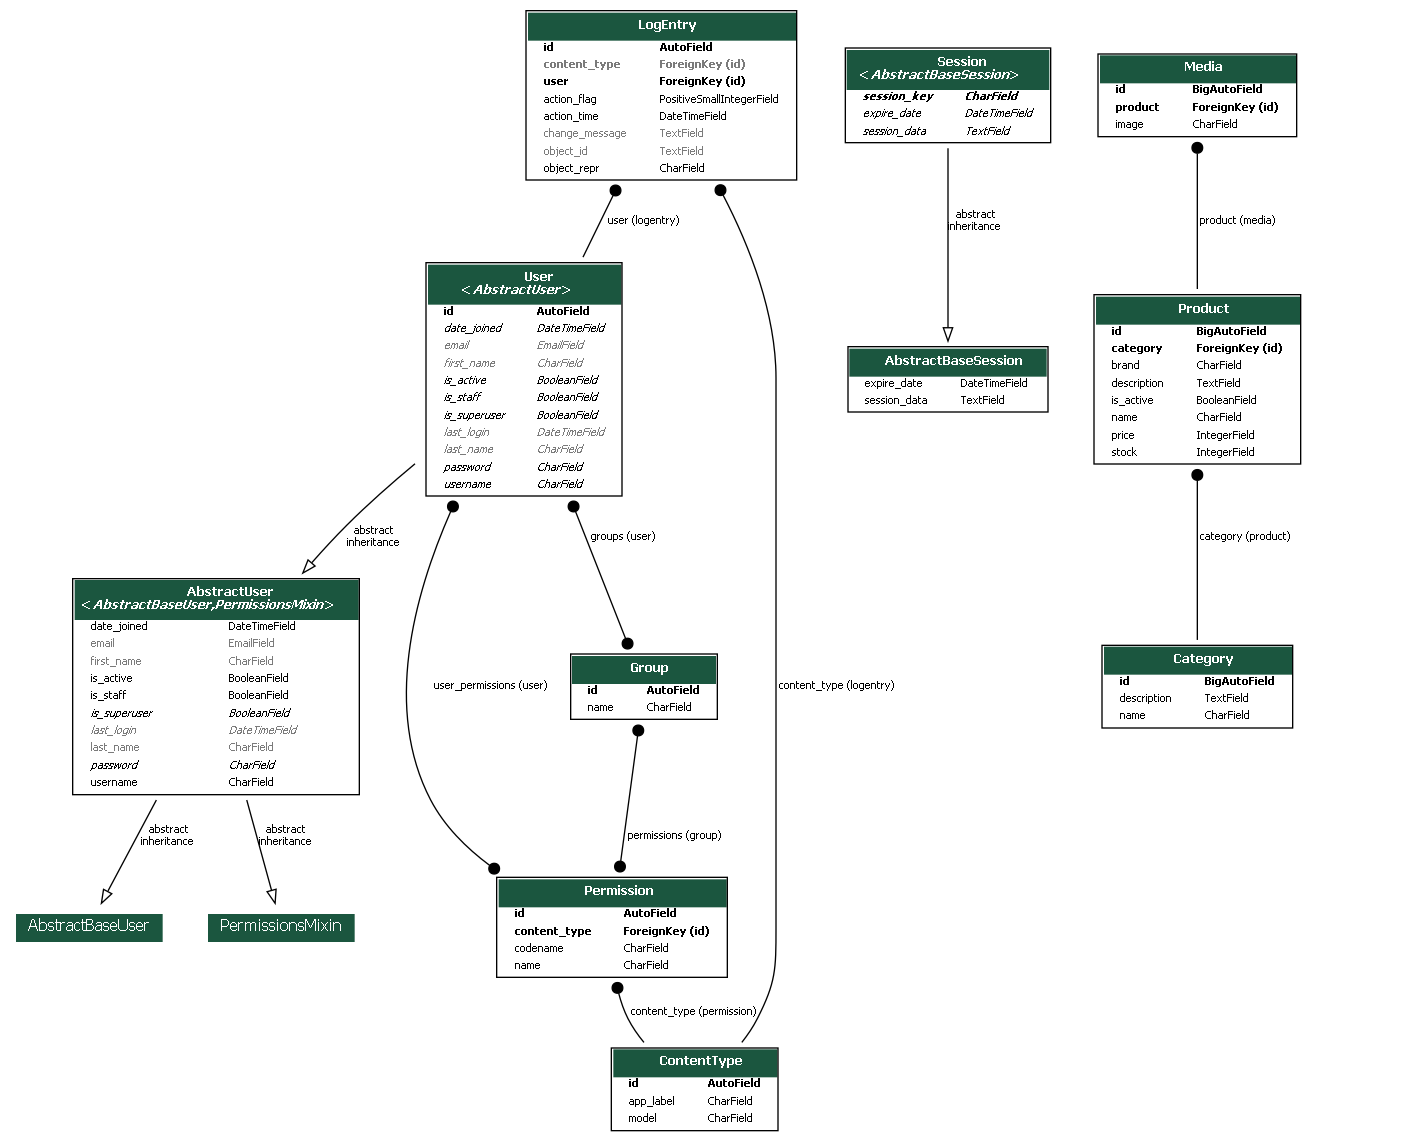 LogEntry
id AutoField
content_type ForeignKey (id)
user ForeignKey (id)
action_flag PositiveSmallIntegerField
action_time DateTimeField
change_message TextField
object_id TextField
object_repr CharField
Session
<AbstractBaseSession>
session_key CharField
expire_date DateTimeField
session_data TextField
Media
id BigAutoField
product ForeignKey (id)
image CharField
user (logentry)
abstract
inheritance
product (media)
User
<AbstractUser>
id AutoField
date_joined DateTimeField
email EmailField
first_name CharField
is_active BooleanField
is_staff BooleanField
is_superuser BooleanField
last_login DateTimeField
last_name CharField
password CharField
username CharField
AbstractBaseSession
expire_date DateTimeField
session_data TextField
Product
id BigAutoField
category ForeignKey (id)
brand CharField
description TextField
is_active BooleanField
name CharField
price IntegerField
stock IntegerField
abstract
inheritance
groups (user)
category (product)
AbstractUser
<AbstractBaseUser,PermissionsMixin>
date_joined DateTimeField
email EmailField
first_name CharField
is_active BooleanField
is_staff BooleanField
is_superuser BooleanField
last_login DateTimeField
last_name CharField
password CharField
username CharField
user_permissions (user)
Group
id AutoField
name CharField
content_type (logentry)
Category
id BigAutoField
description TextField
name CharField
abstract
inheritance
abstract
inheritance
permissions (group)
AbstractBaseUser
PermissionsMixin
Permission
id AutoField
content_type ForeignKey (id)
codename CharField
name CharField
content_type (permission)
ContentType
id AutoField
app_label CharField
model CharField